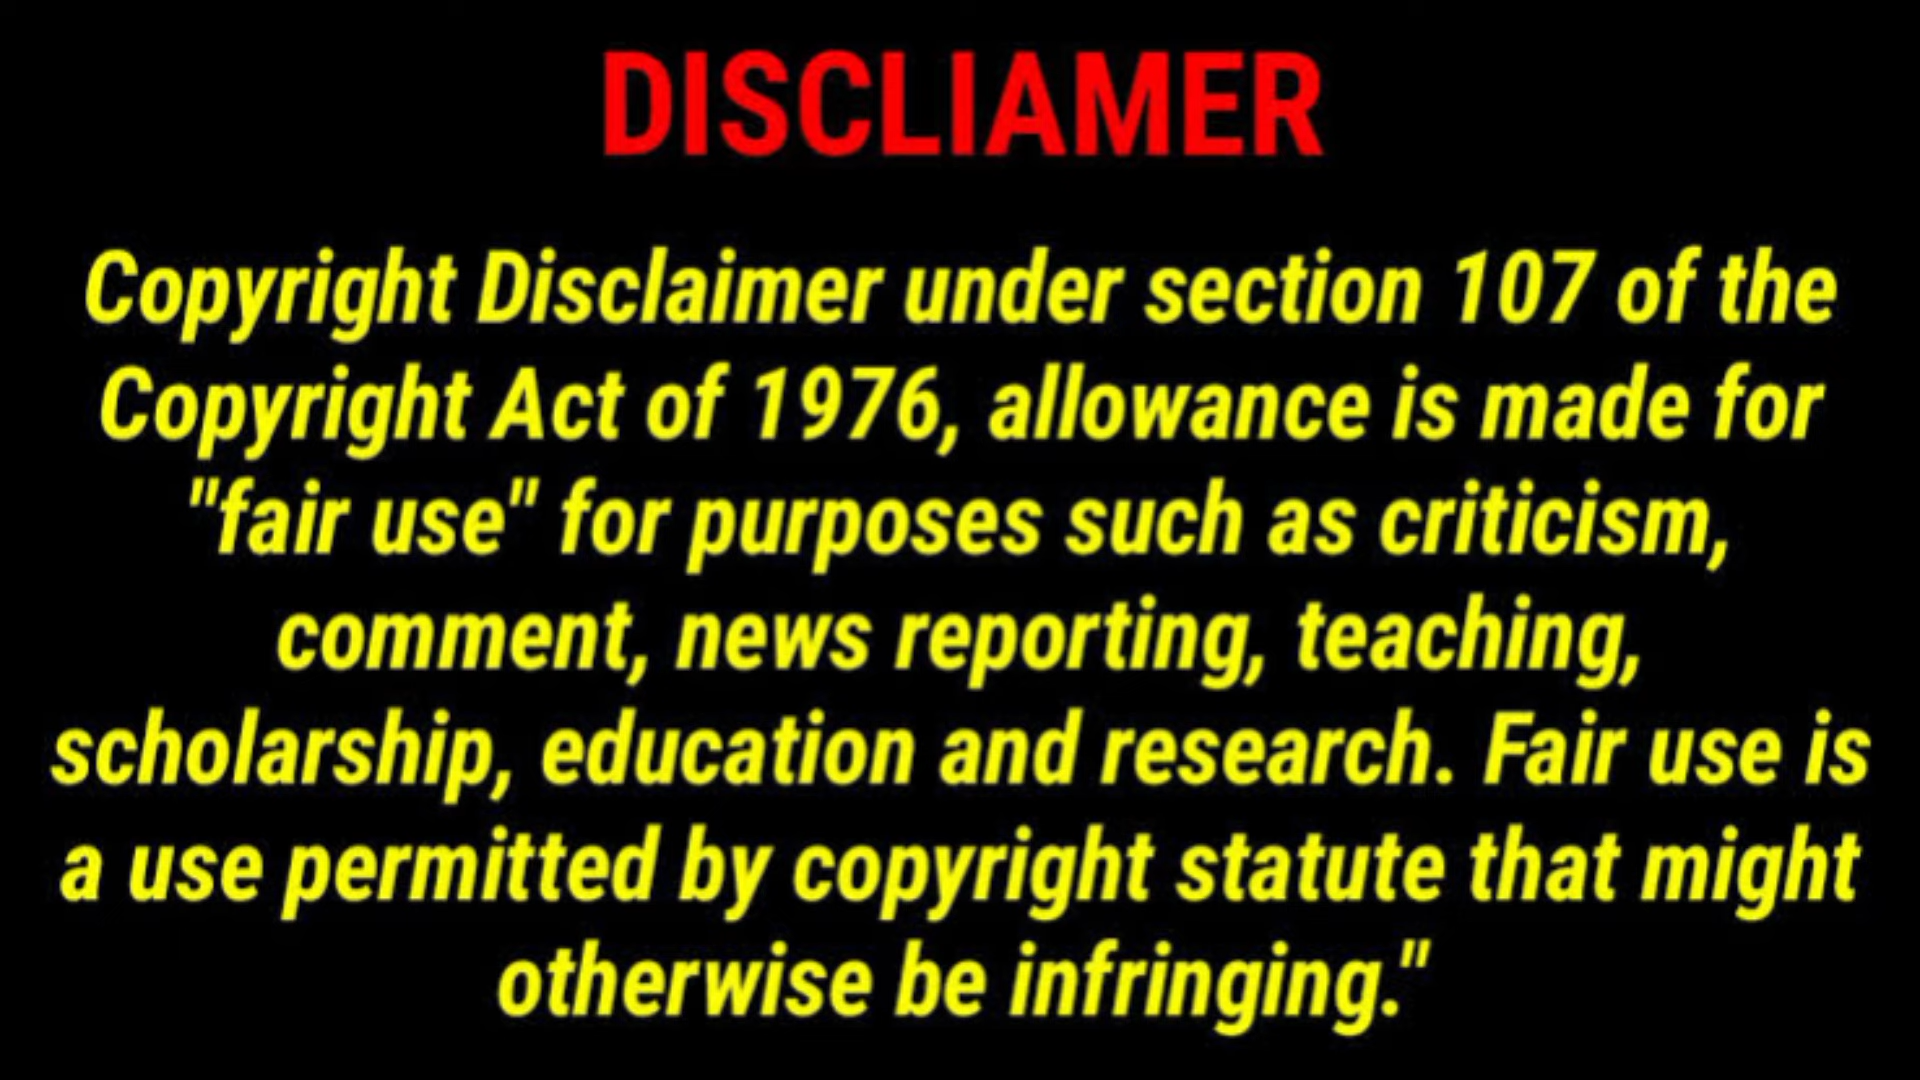 DISCLIAMER
Copyright Disclaimer under section 107 of the
Copyright Act of 1976, allowance is made for
"fair use" for purposes such as criticism,
comment, news reporting, teaching,
scholarship, education and research. Fair use is
a use permitted by copyright statute that might
otherwise be infringing."